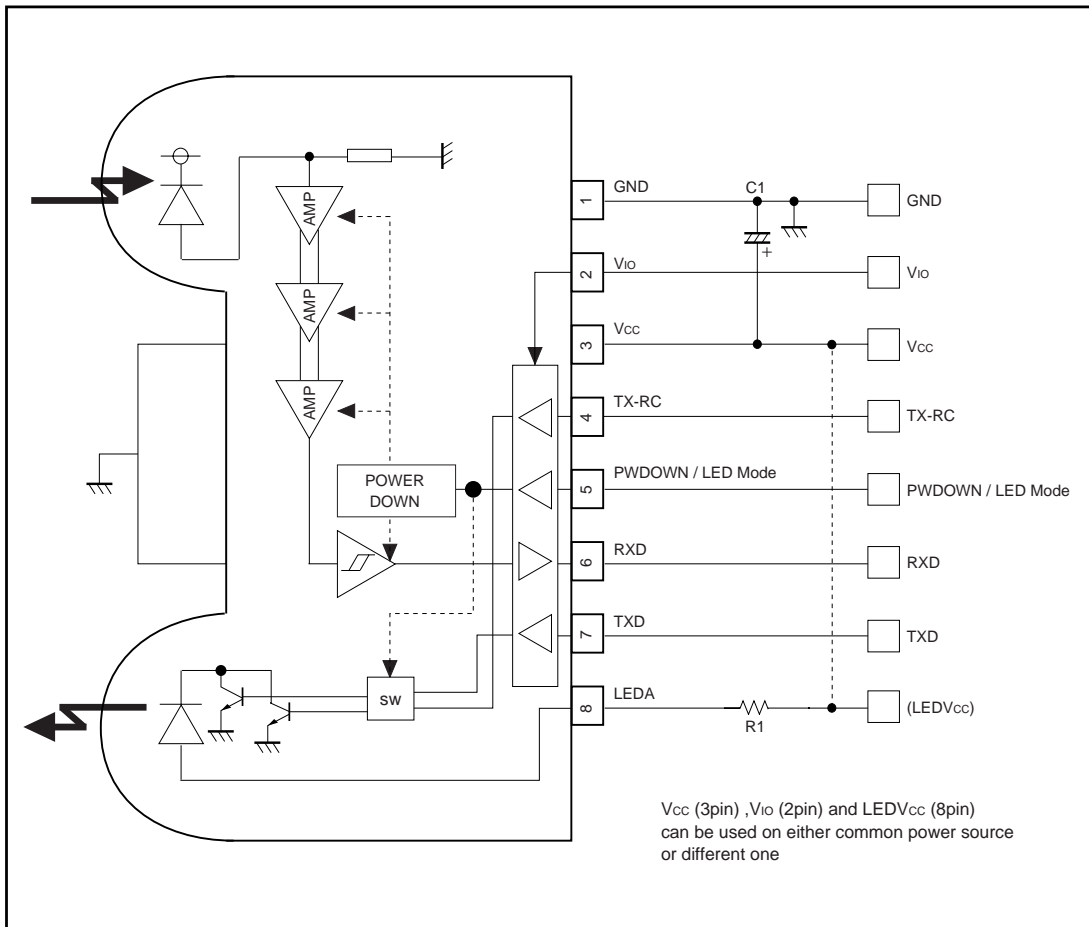 AMP
AMP
AMP
POWER
DOWN
SW
1
GND
C1
+
GND
2
VIO
VIO
3
VCC
VCC
4
TX-RC
TX-RC
5
PWDOWN / LED Mode
PWDOWN / LED Mode
6
RXD
RXD
7
TXD
TXD
8
LEDA
R1
(LEDVCC)
VCC (3pin) ,VIO (2pin) and LEDVCC (8pin)
can be used on either common power source
or different one